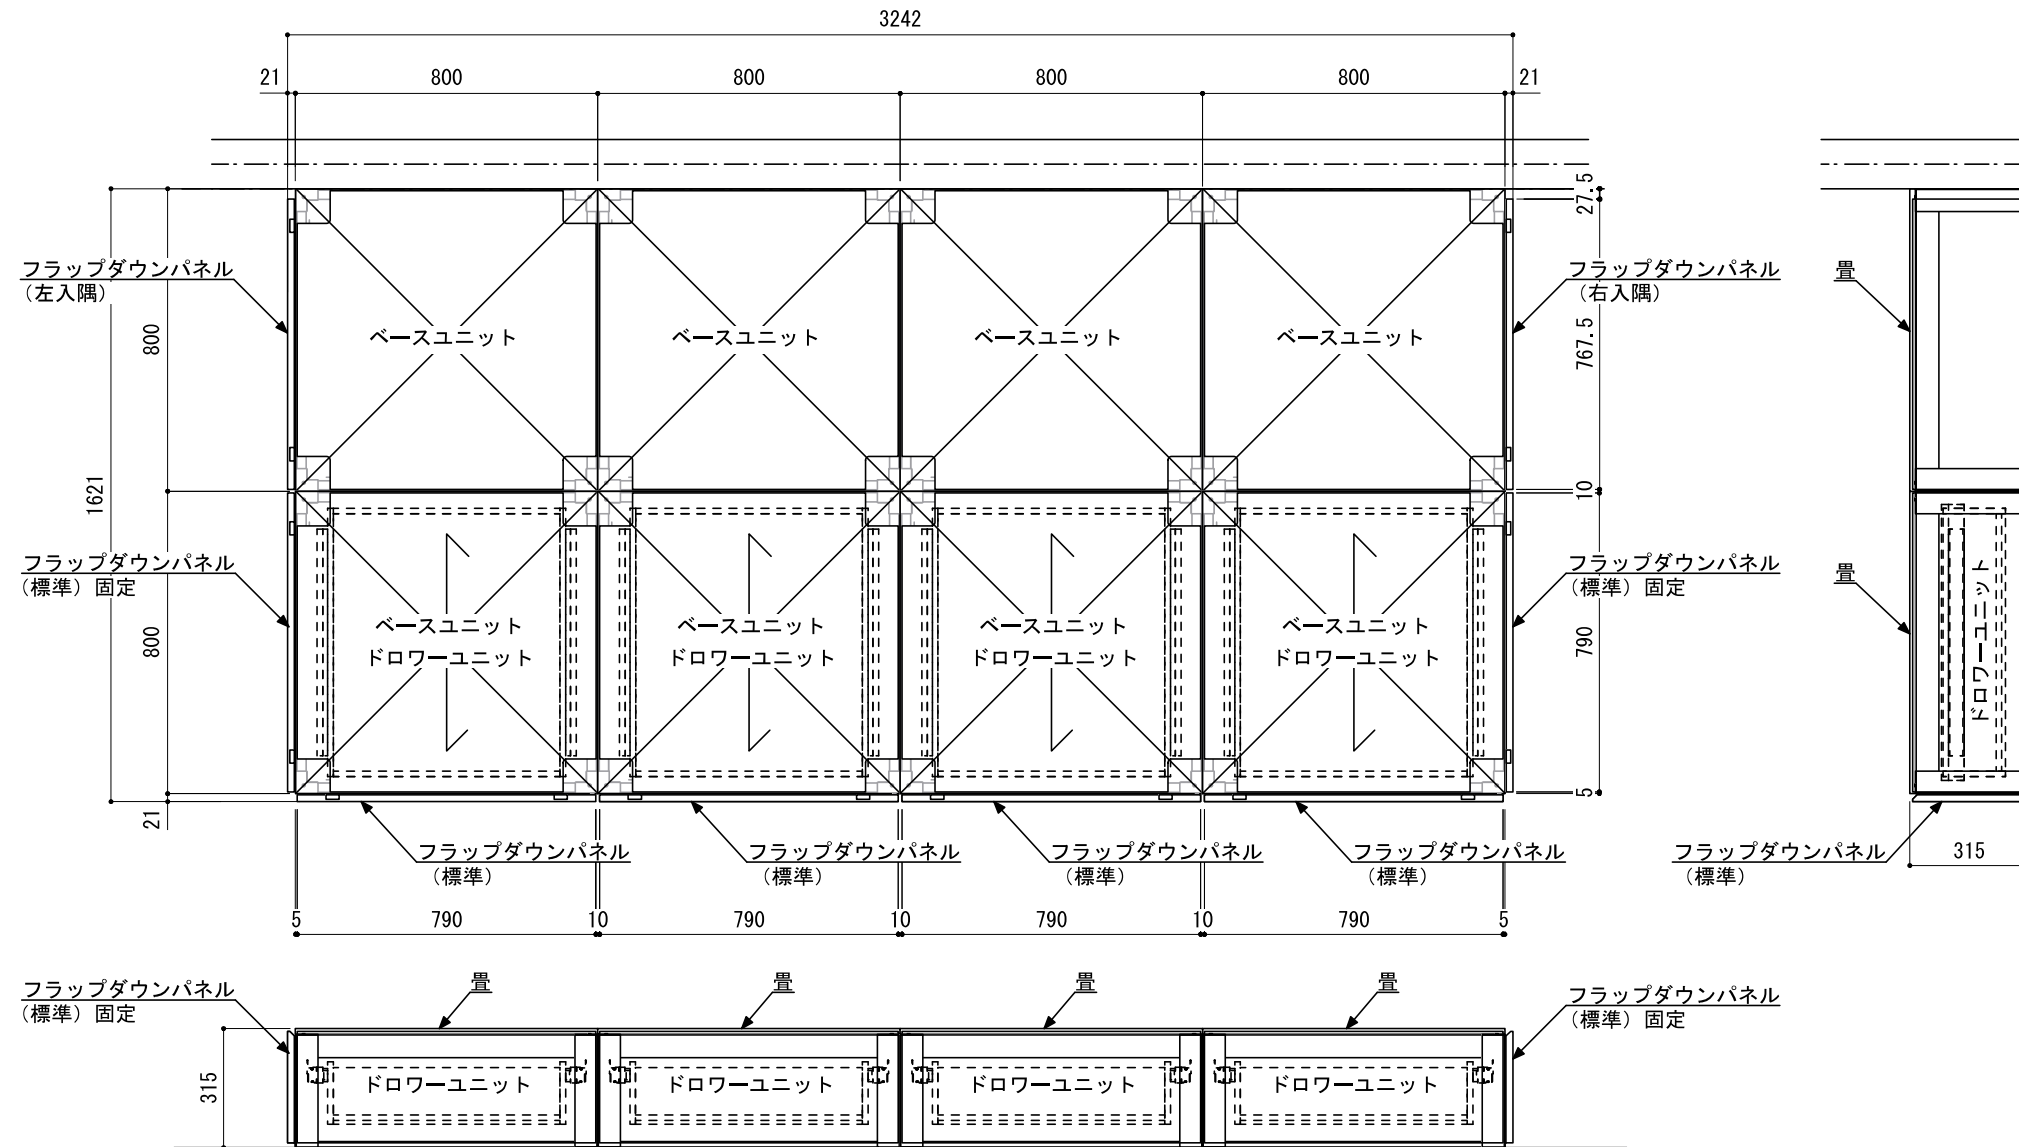 3242
21
800
800
800
800
21
27.5
フラップダウンパネル
（左入隅）
フラップダウンパネル
（右入隅）
畳
800
ベースユニット
ベースユニット
ベースユニット
ベースユニット
767.5
1621
10
フラップダウンパネル
（標準）固定
フラップダウンパネル
（標準）固定
畳
800
ベースユニット
ドロワーユニット
ベースユニット
ドロワーユニット
ベースユニット
ドロワーユニット
ベースユニット
ドロワーユニット
790
ドロワーユニット
21
5
フラップダウンパネル
（標準）
フラップダウンパネル
（標準）
フラップダウンパネル
（標準）
フラップダウンパネル
（標準）
フラップダウンパネル
（標準）
315
5
790
10
790
10
790
10
790
5
フラップダウンパネル
（標準）固定
畳
畳
畳
畳
フラップダウンパネル
（標準）固定
315
ドロワーユニット
ドロワーユニット
ドロワーユニット
ドロワーユニット